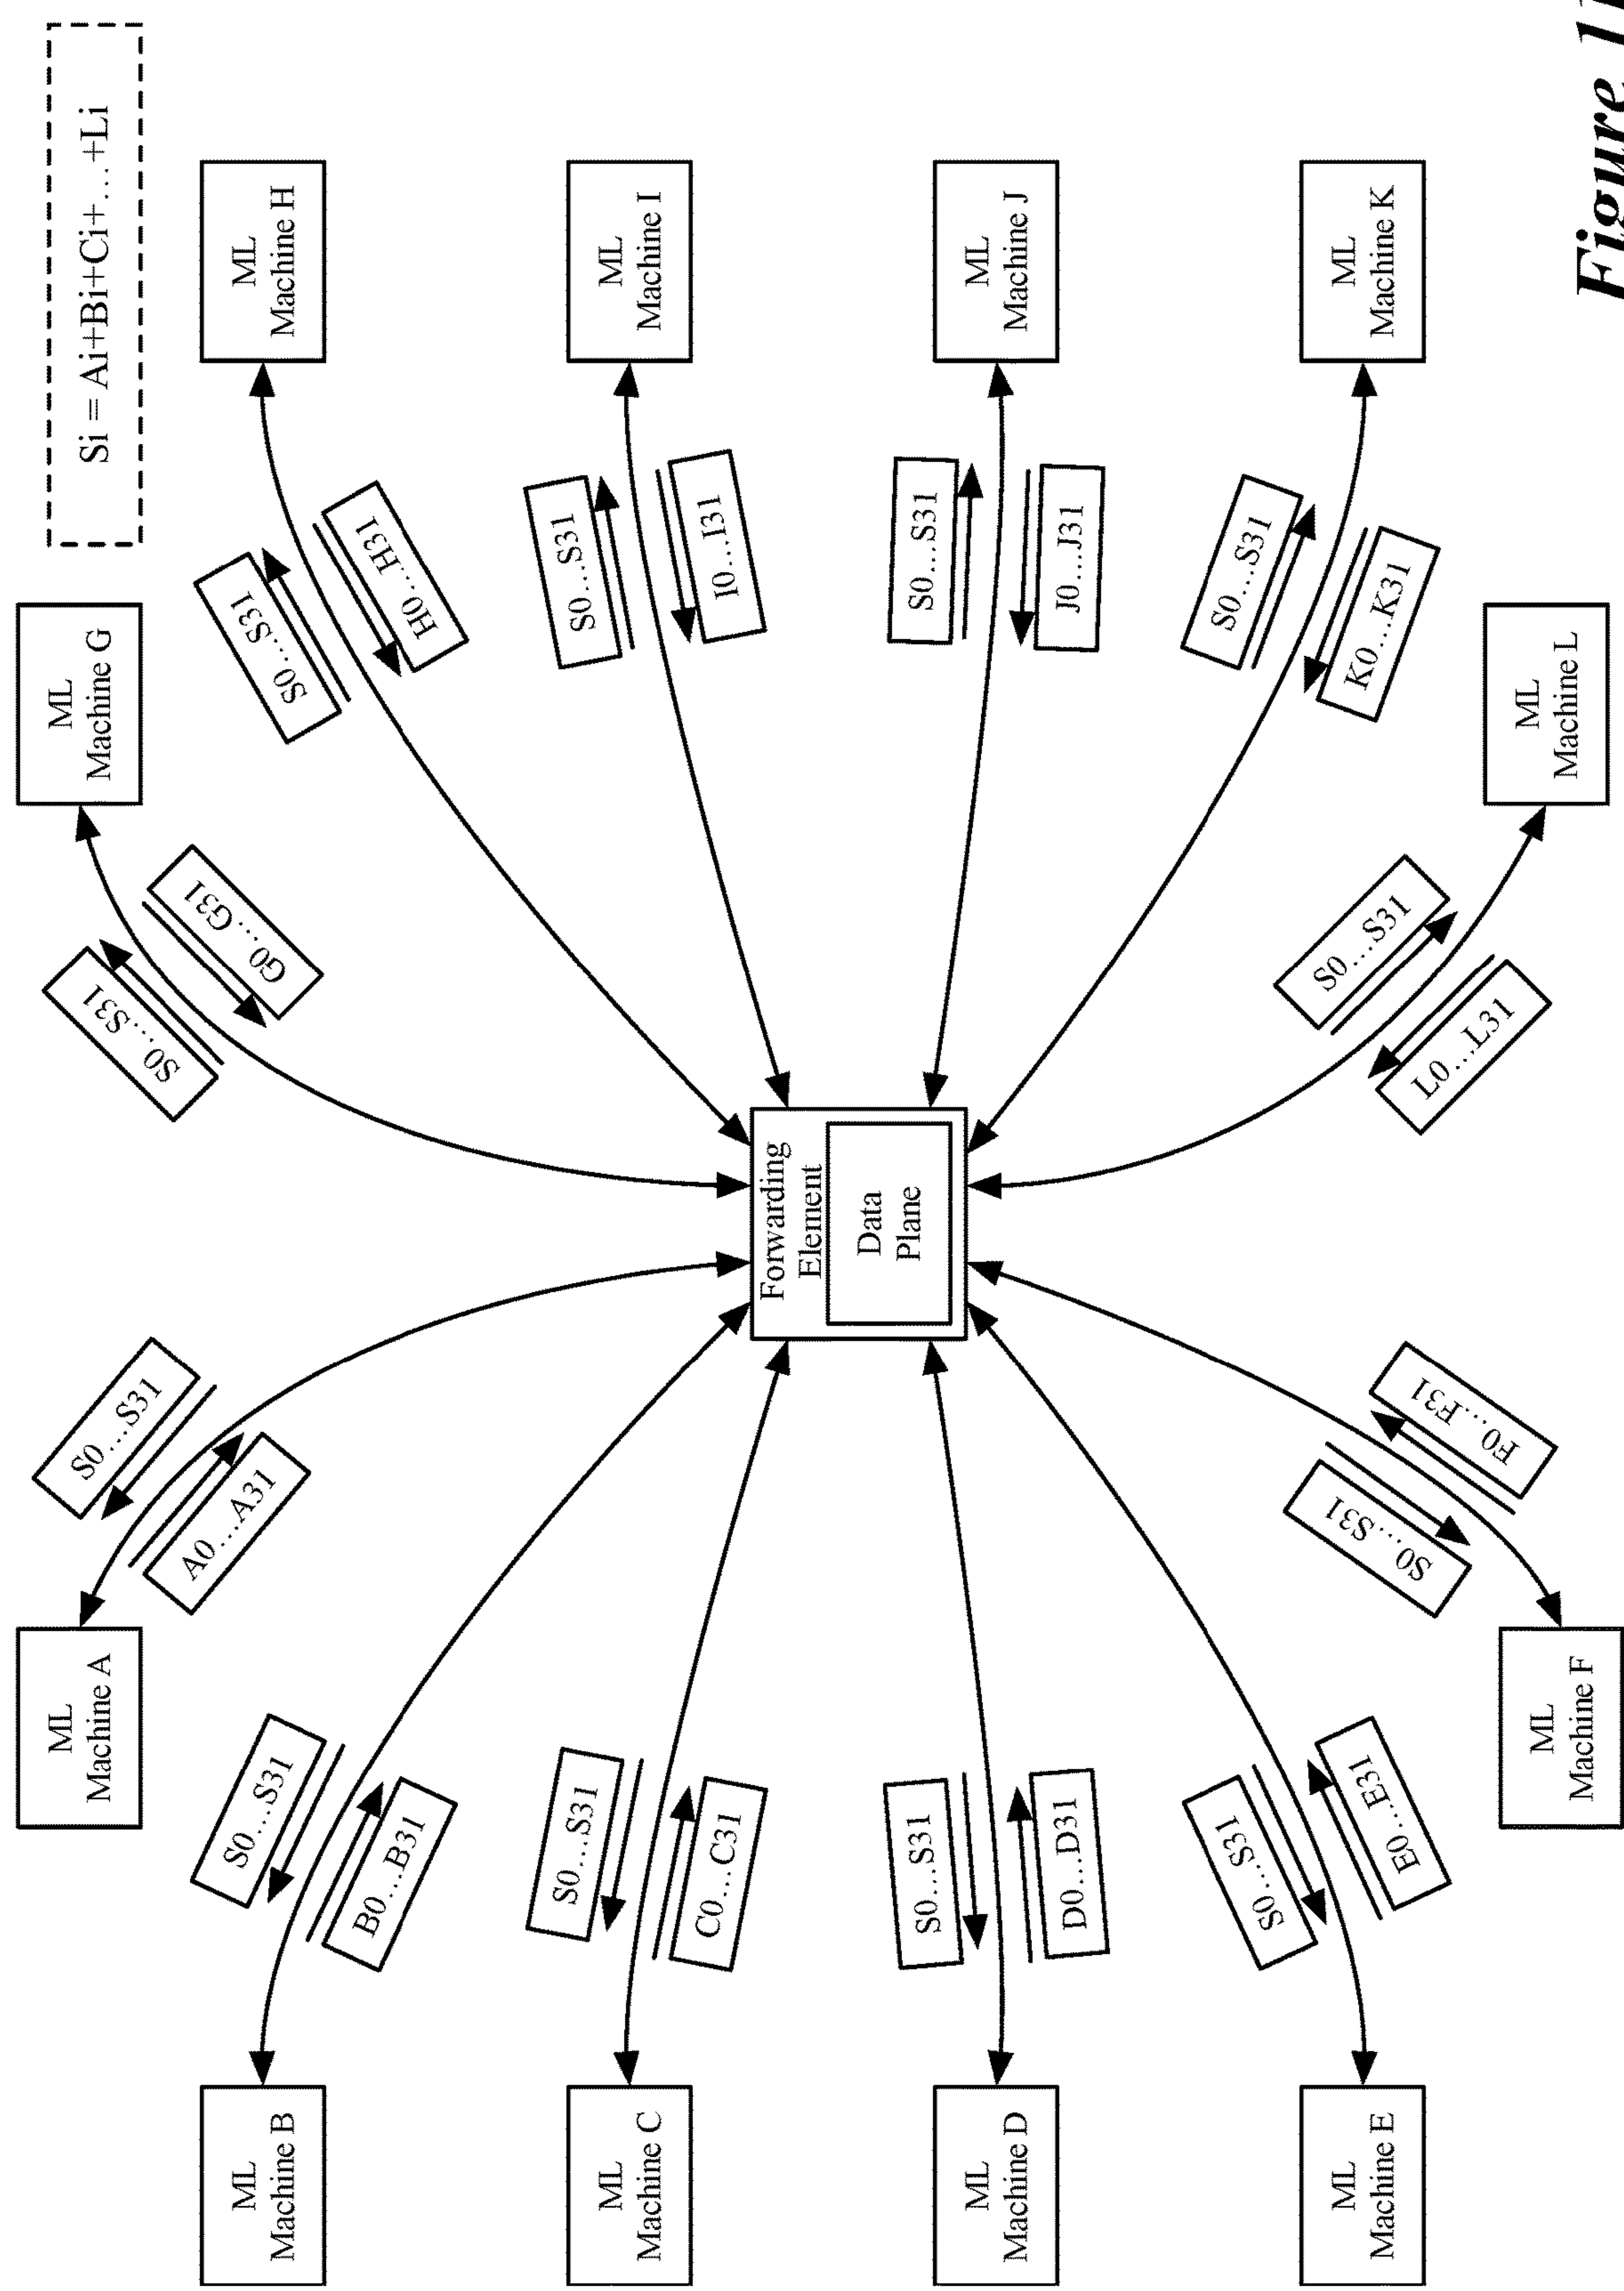 Si = Ai+Bi+Ci+…+Li
ML
Machine A
S0…S31
A0…A31
ML
Machine G
S0…S31
G0…G31
ML
Machine B
S0…S31
B0…B31
ML
Machine H
S0…S31
H0…H31
ML
Machine C
S0…S31
C0…C31
ML
Machine I
S0…S31
I0…I31
Forwarding
Element
Data
Plane
ML
Machine D
S0…S31
D0…D31
ML
Machine J
S0…S31
J0…J31
ML
Machine E
S0…S31
E0…E31
ML
Machine K
S0…S31
K0…K31
ML
Machine F
S0…S31
F0…F31
ML
Machine L
S0…S31
L0…L31
Figure